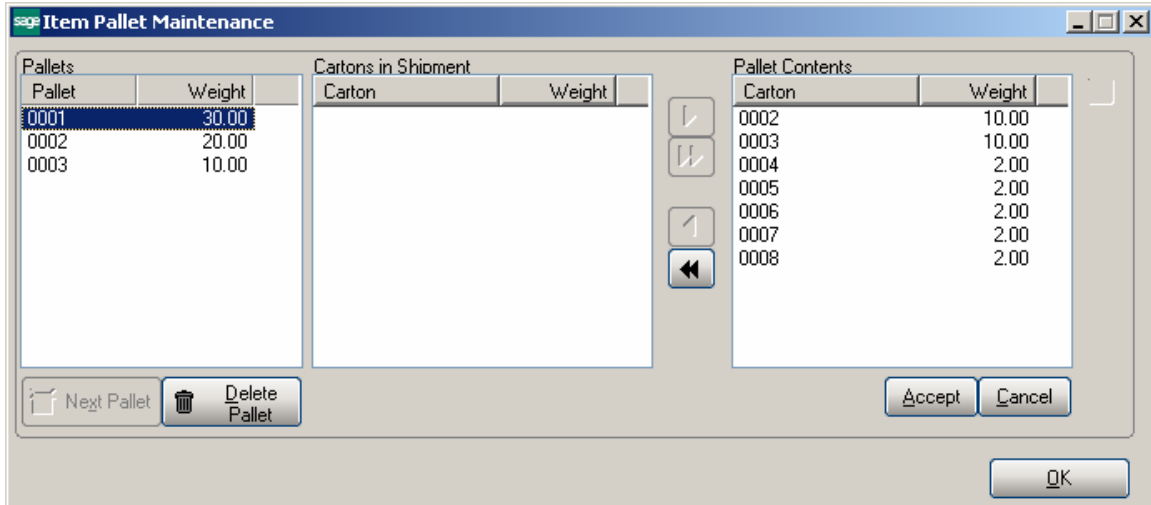 sage Item Pallet Maintenance
Pallets Cartons in Shipment Pallet Contents
Pallet Weight Carton Weight Carton Weight
0001 30.00 0002 10.00
0002 20.00 0003 10.00
0003 10.00 0004 2.00
0005 2.00
0006 2.00
0007 2.00
0008 2.00
Next Pallet Delete Pallet Accept Cancel
OK